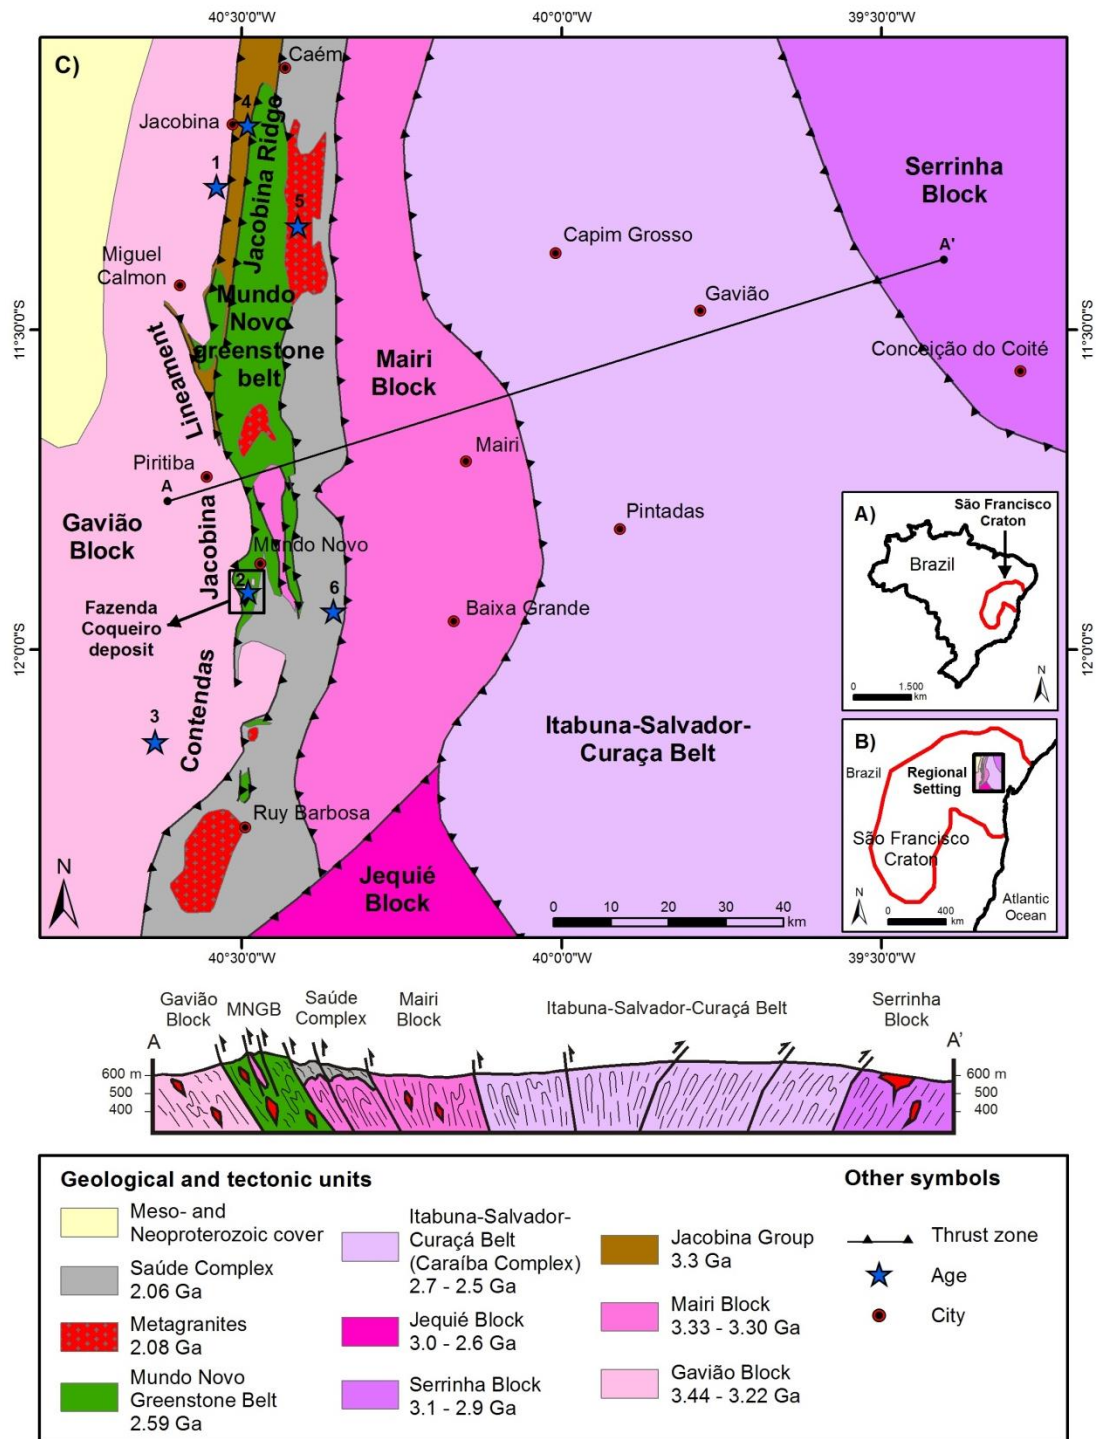 40°30'0"W
40°0'0"W
39°30'0"W
C)
Caém
4
Jacobina
1
Jacobina Ridge
5
Serrinha
Block
A'
Capim Grosso
Miguel
Calmon
Gavião
Mundo
Novo
greenstone
belt
11°30'0"S
11°30'0"S
Lineament
Mairi
Block
Conceição do Coité
Piritiba
A
Mairi
Gavião
Block
Jacobina
Pintadas
Mundo Novo
2
6
Fazenda
Coqueiro
deposit
Baixa Grande
12°0'0"S
12°0'0"S
Contendas
3
Itabuna-Salvador-
Curaça Belt
Ruy Barbosa
N
Jequié
Block
0 10 20 30 40
km
A)
São Francisco
Craton
Brazil
0 1.500
km
N
B)
Brazil
Regional
Setting
São Francisco
Craton
N
0 400
km
Atlantic
Ocean
40°30'0"W
40°0'0"W
39°30'0"W
Gavião
Block
MNGB
Saúde
Complex
Mairi
Block
Itabuna-Salvador-Curaçá Belt
Serrinha
Block
A
A'
600 m
500
400
600 m
500
400
Geological and tectonic units
Meso- and
Neoproterozoic cover
Saúde Complex
2.06 Ga
Metagranites
2.08 Ga
Mundo Novo
Greenstone Belt
2.59 Ga
Itabuna-Salvador-
Curaçá Belt
(Caraíba Complex)
2.7 - 2.5 Ga
Jequié Block
3.0 - 2.6 Ga
Serrinha Block
3.1 - 2.9 Ga
Jacobina Group
3.3 Ga
Mairi Block
3.33 - 3.30 Ga
Gavião Block
3.44 - 3.22 Ga
Other symbols
Thrust zone
Age
City